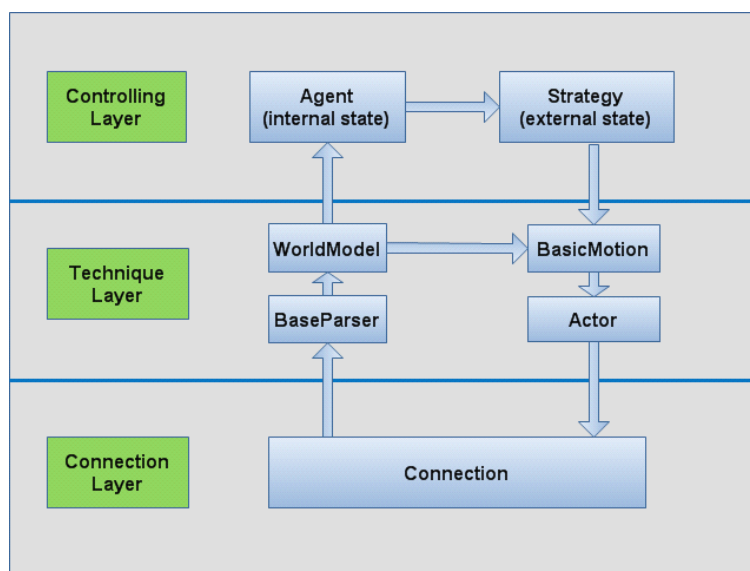 Controlling
Layer
Agent
(internal state)
Strategy
(external state)
Technique
Layer
WorldModel
BasicMotion
BaseParser
Actor
Connection
Layer
Connection